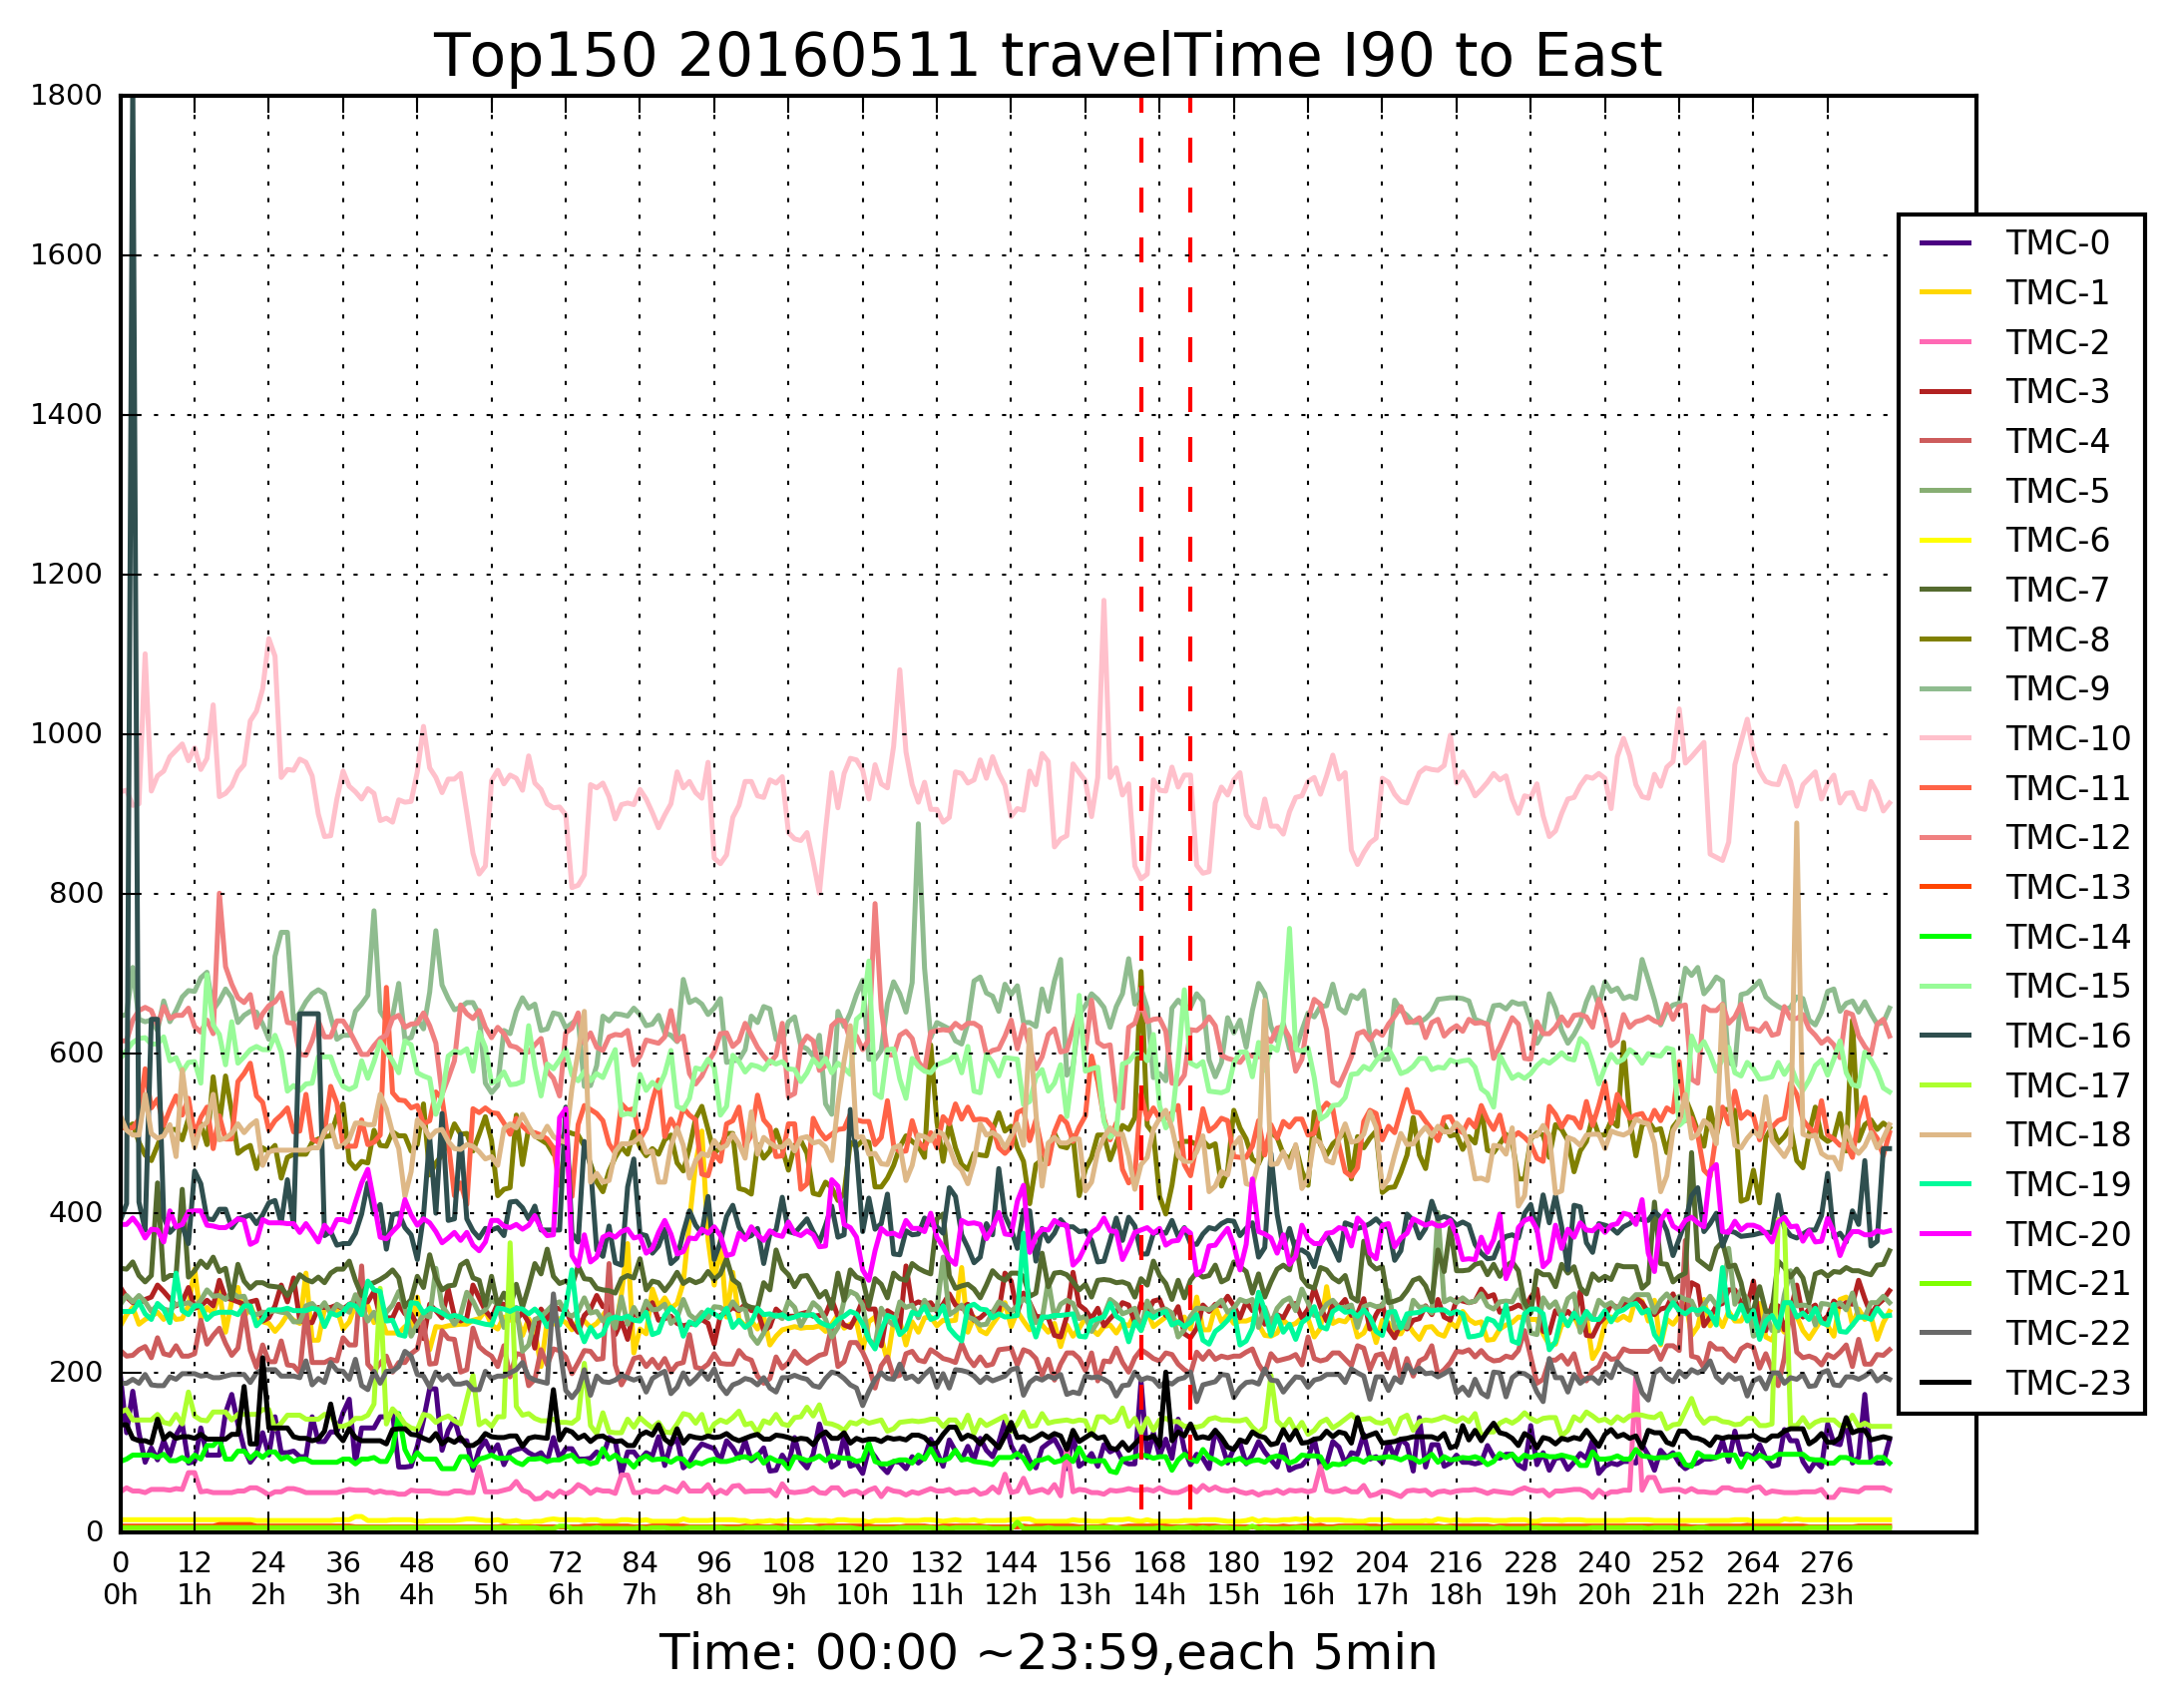 Top150 20160511 travelTime I90 to East
1800
1600
1400
1200
1000
800
600
400
200
0
TMC-0
TMC-1
TMC-2
TMC-3
TMC-4
TMC-5
TMC-6
TMC-7
TMC-8
TMC-9
TMC-10
TMC-11
TMC-12
TMC-13
TMC-14
TMC-15
TMC-16
TMC-17
TMC-18
TMC-19
TMC-20
TMC-21
TMC-22
TMC-23
0 12 24 36 48 60 72 84 96 108 120 132 144 156 168 180 192 204 216 228 240 252 264 276
0h 1h 2h 3h 4h 5h 6h 7h 8h 9h 10h 11h 12h 13h 14h 15h 16h 17h 18h 19h 20h 21h 22h 23h
Time: 00:00 ~23:59,each 5min